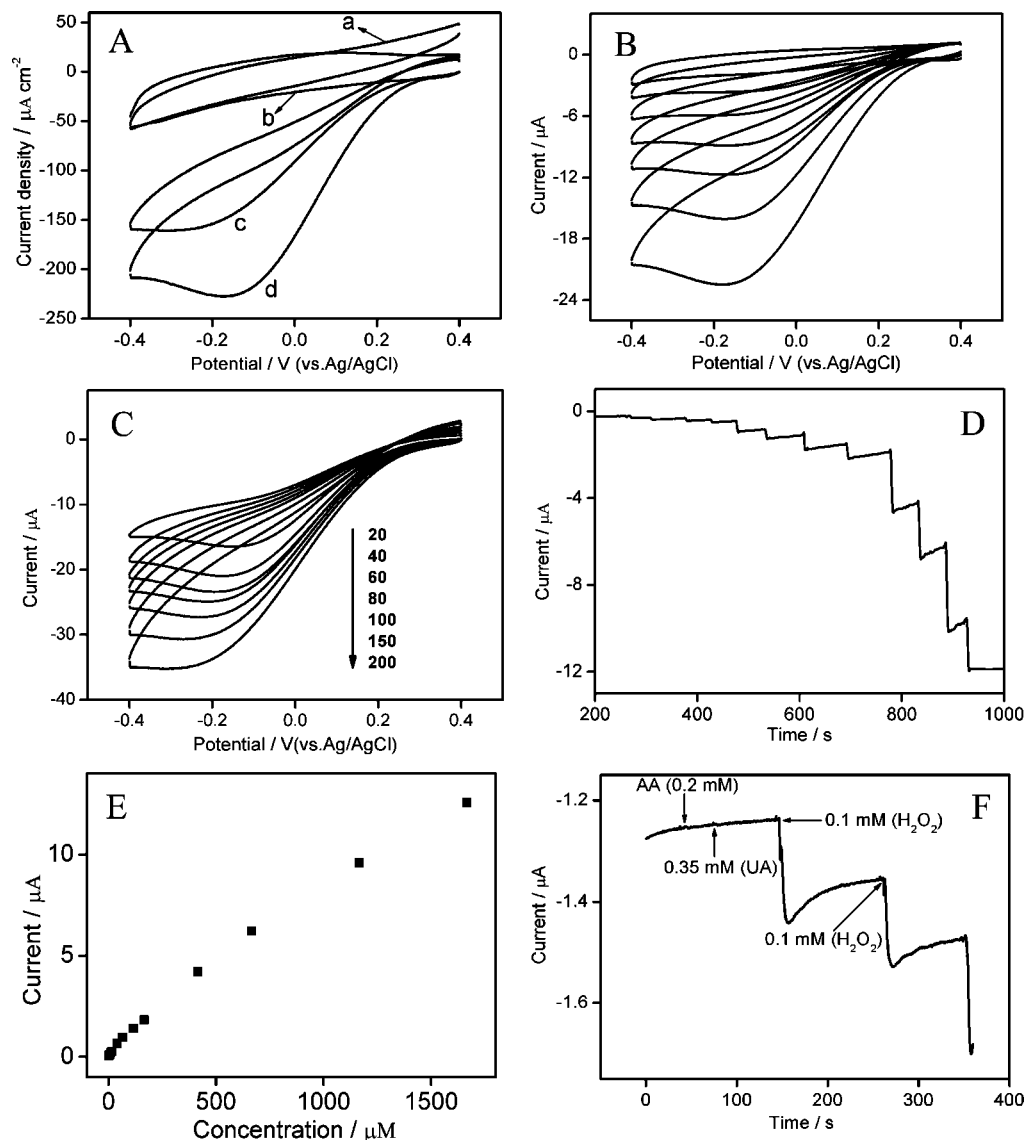 A
a
b
c
d
50
0
-50
-100
-150
-200
-250
-0.4
-0.2
0.0
0.2
0.4
Current density / μA cm⁻²
Potential / V (vs.Ag/AgCl)
B
0
-6
-12
-18
-24
-0.4
-0.2
0.0
0.2
0.4
Current / μA
Potential / V (vs.Ag/AgCl)
C
0
-10
-20
-30
-40
20
40
60
80
100
150
200
-0.4
-0.2
0.0
0.2
0.4
Current / μA
Potential / V(vs.Ag/AgCl)
D
0
-4
-8
-12
200
400
600
800
1000
Current / μA
Time / s
E
10
5
0
0
500
1000
1500
Current / μA
Concentration / μM
F
AA (0.2 mM)
0.35 mM (UA)
0.1 mM (H₂O₂)
0.1 mM (H₂O₂)
-1.2
-1.4
-1.6
0
100
200
300
400
Current / μA
Time / s